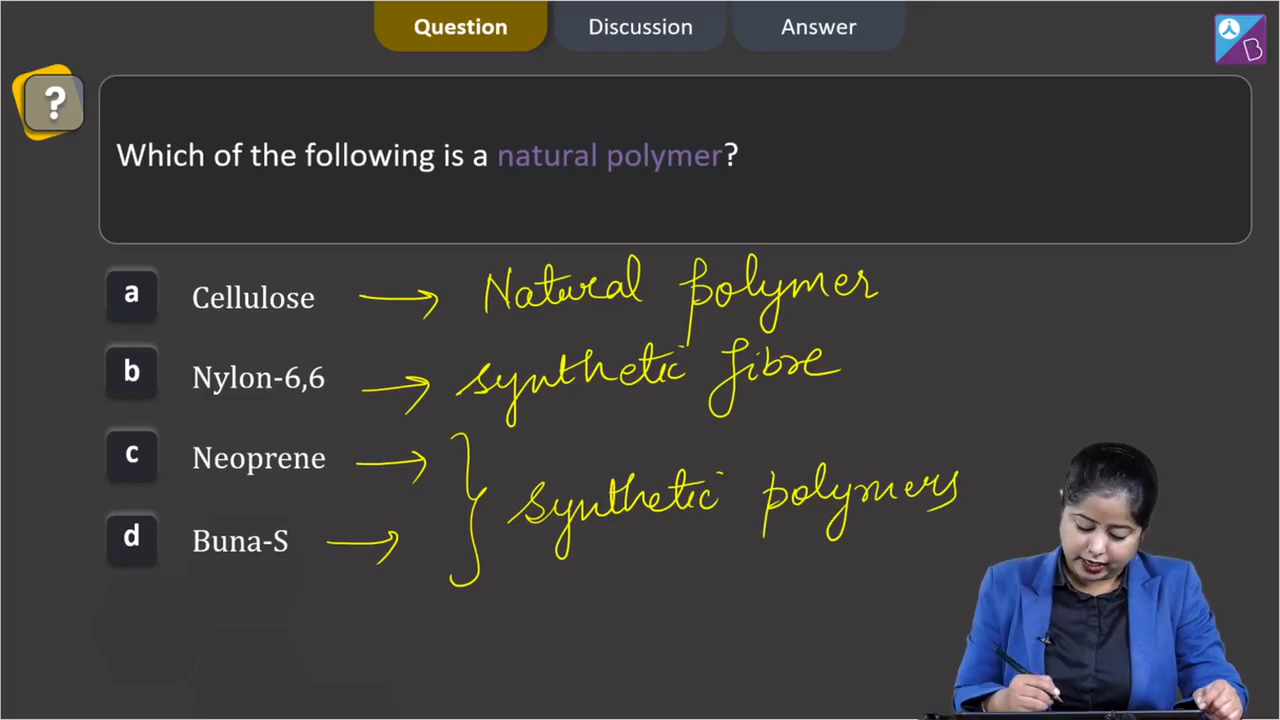 Question Discussion Answer
B
?
Which of the following is a natural polymer?
a Cellulose → Natural polymer
b Nylon-6,6 → synthetic fibre
c Neoprene →
synthetic polymers
d Buna-S →